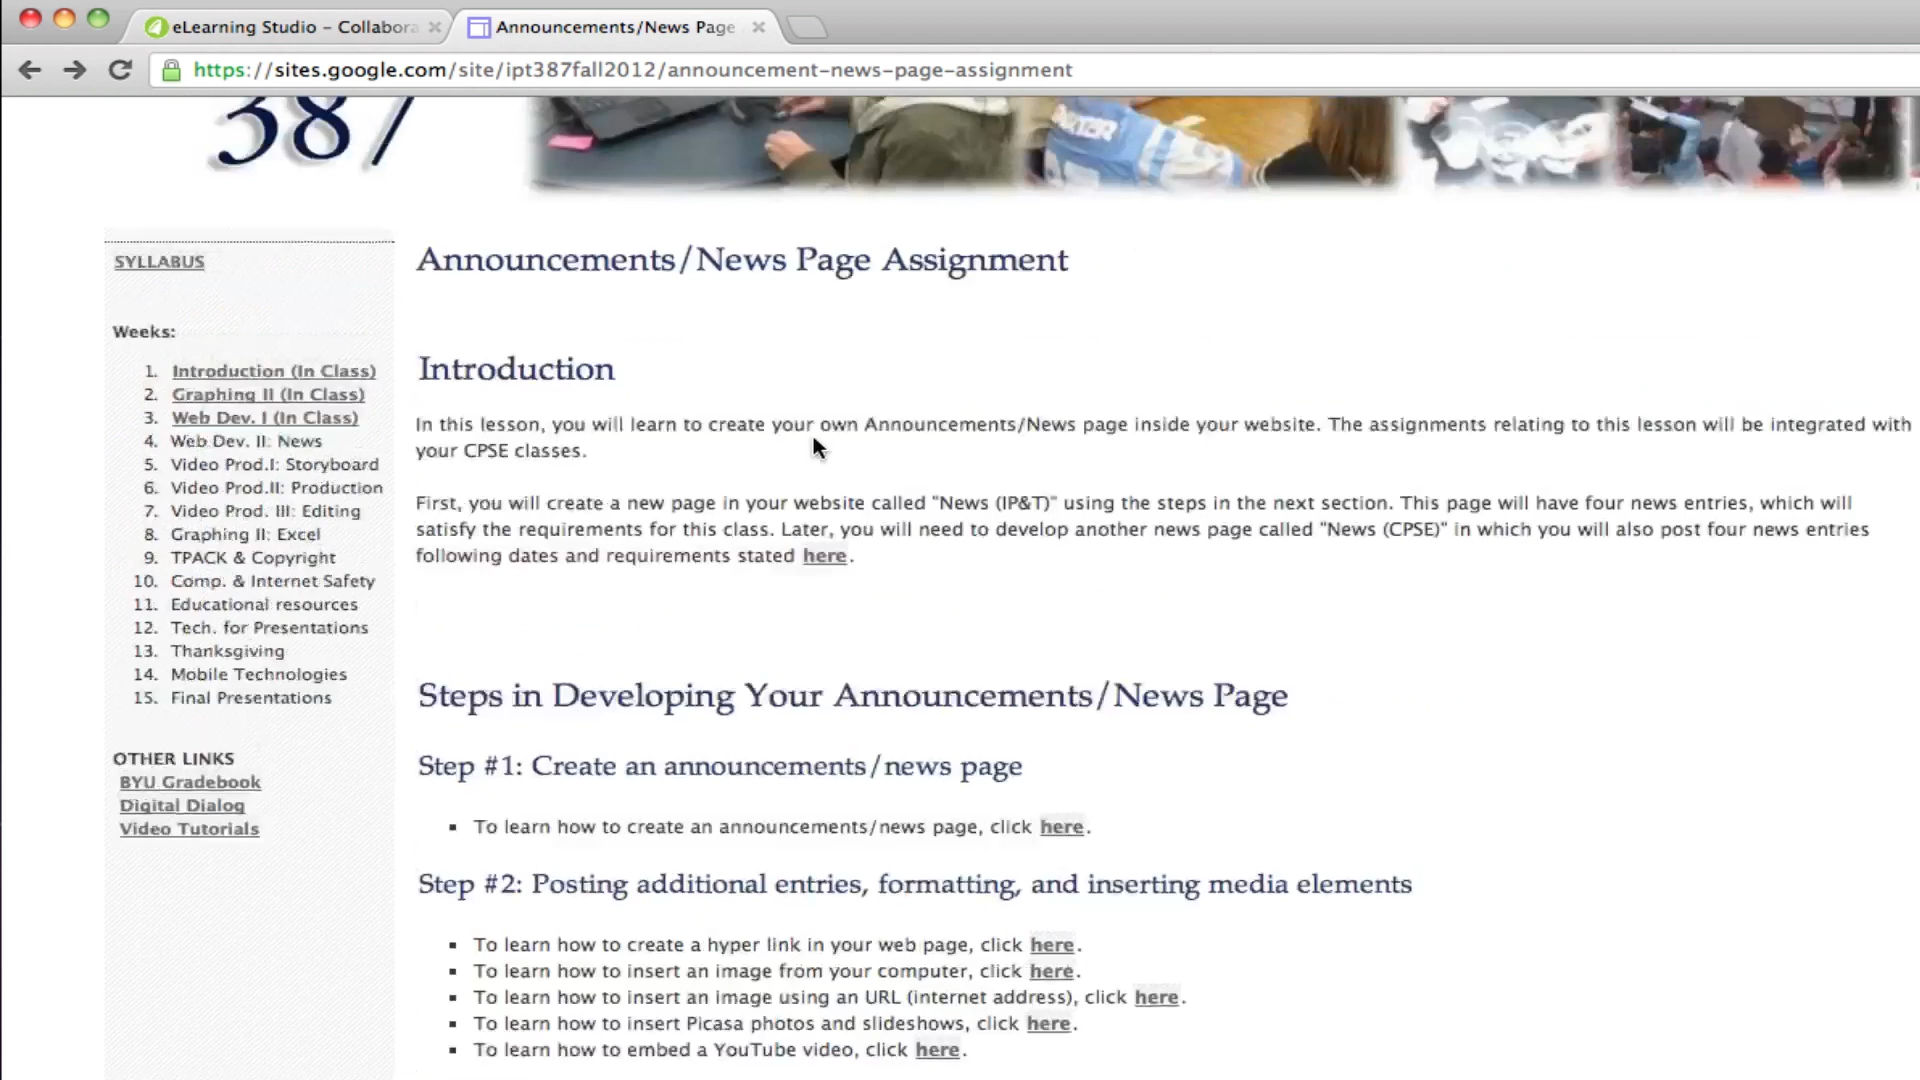 eLearning Studio – Collabora
Announcements/News Page
https://sites.google.com/site/ipt387fall2012/announcement-news-page-assignment
387
SYLLABUS
Weeks:
1. Introduction (In Class)
2. Graphing II (In Class)
3. Web Dev. I (In Class)
4. Web Dev. II: News
5. Video Prod.I: Storyboard
6. Video Prod.II: Production
7. Video Prod. III: Editing
8. Graphing II: Excel
9. TPACK & Copyright
10. Comp. & Internet Safety
11. Educational resources
12. Tech. for Presentations
13. Thanksgiving
14. Mobile Technologies
15. Final Presentations
OTHER LINKS
BYU Gradebook
Digital Dialog
Video Tutorials
Announcements/News Page Assignment
Introduction
In this lesson, you will learn to create your own Announcements/News page inside your website. The assignments relating to this lesson will be integrated with
your CPSE classes.
First, you will create a new page in your website called "News (IP&T)" using the steps in the next section. This page will have four news entries, which will
satisfy the requirements for this class. Later, you will need to develop another news page called "News (CPSE)" in which you will also post four news entries
following dates and requirements stated here.
Steps in Developing Your Announcements/News Page
Step #1: Create an announcements/news page
▪ To learn how to create an announcements/news page, click here.
Step #2: Posting additional entries, formatting, and inserting media elements
▪ To learn how to create a hyper link in your web page, click here.
▪ To learn how to insert an image from your computer, click here.
▪ To learn how to insert an image using an URL (internet address), click here.
▪ To learn how to insert Picasa photos and slideshows, click here.
▪ To learn how to embed a YouTube video, click here.